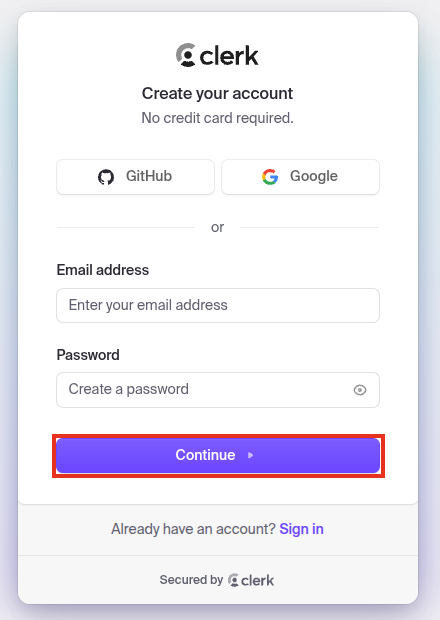 clerk
Create your account
No credit card required.
GitHub
Google
or
Email address
Enter your email address
Password
Create a password
Continue
Already have an account? Sign in
Secured by clerk